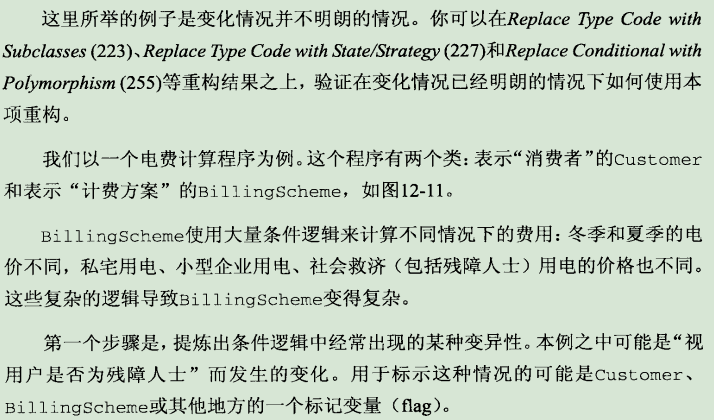 这里所举的例子是变化情况并不明朗的情况。你可以在Replace Type Code with
Subclasses (223)、Replace Type Code with State/Strategy (227)和Replace Conditional with
Polymorphism (255)等重构结果之上，验证在变化情况已经明朗的情况下如何使用本
项重构。
我们以一个电费计算程序为例。这个程序有两个类：表示“消费者”的Customer
和表示“计费方案”的BillingScheme，如图12-11。
BillingScheme使用大量条件逻辑来计算不同情况下的费用：冬季和夏季的电
价不同，私宅用电、小型企业用电、社会救济（包括残障人士）用电的价格也不同。
这些复杂的逻辑导致BillingScheme变得复杂。
第一个步骤是，提炼出条件逻辑中经常出现的某种变异性。本例之中可能是“视
用户是否为残障人士”而发生的变化。用于标示这种情况的可能是Customer、
BillingScheme或其他地方的一个标记变量（flag）。